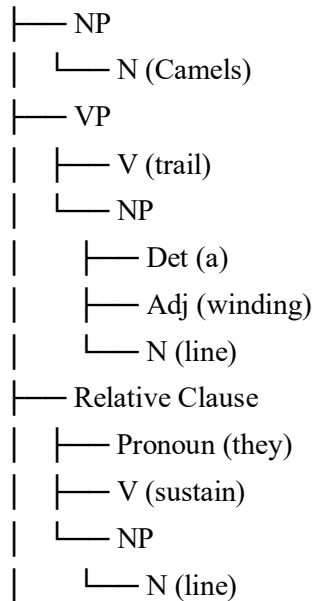 ├── NP
│ └── N (Camels)
├── VP
│ ├── V (trail)
│ └── NP
│ ├── Det (a)
│ ├── Adj (winding)
│ └── N (line)
├── Relative Clause
│ ├── Pronoun (they)
│ ├── V (sustain)
│ └── NP
│ └── N (line)